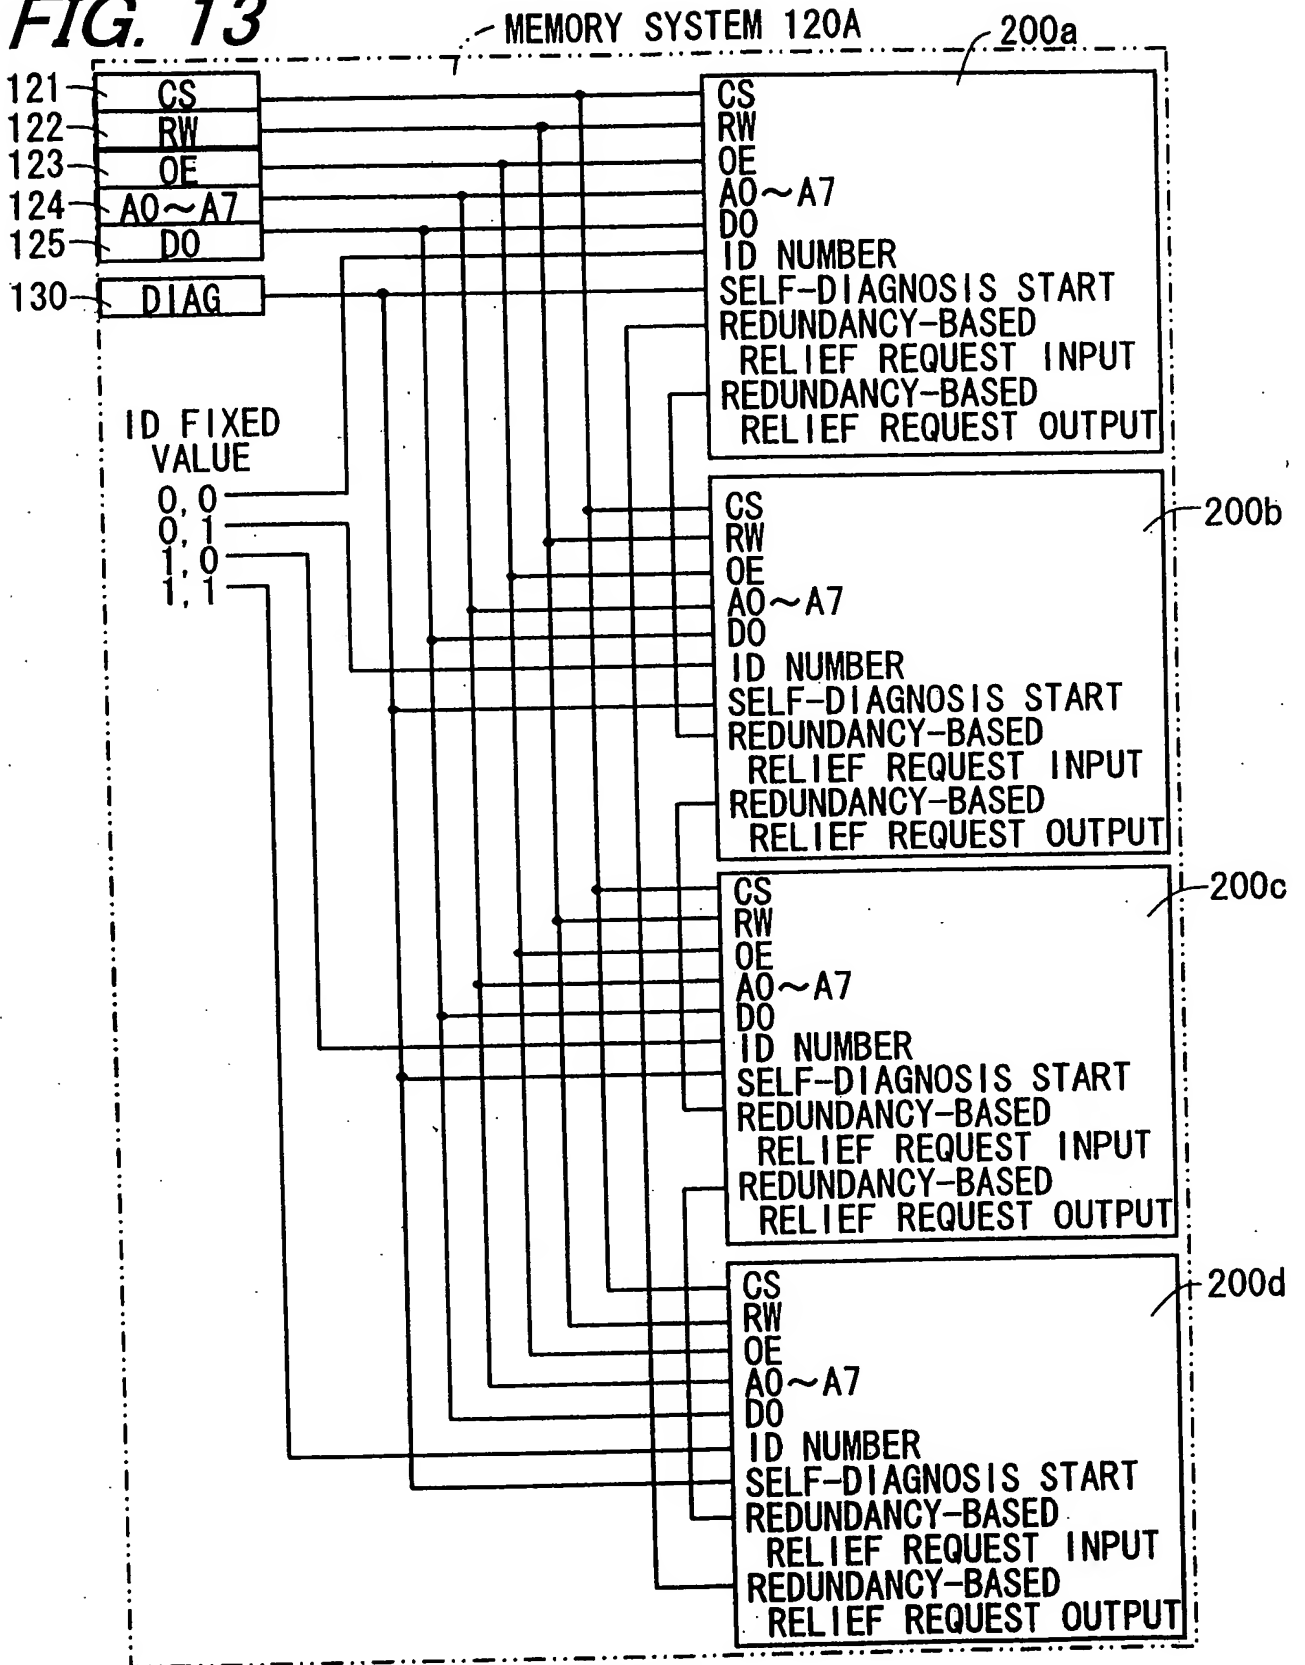 FIG. 13
MEMORY SYSTEM 120A
200a
121
CS
122
RW
123
OE
124
A0~A7
125
D0
130
DIAG
CS
RW
OE
A0~A7
D0
ID NUMBER
SELF-DIAGNOSIS START
REDUNDANCY-BASED
RELIEF REQUEST INPUT
REDUNDANCY-BASED
RELIEF REQUEST OUTPUT
ID FIXED
VALUE
0,0
0,1
1,0
1,1
200b
CS
RW
OE
A0~A7
D0
ID NUMBER
SELF-DIAGNOSIS START
REDUNDANCY-BASED
RELIEF REQUEST INPUT
REDUNDANCY-BASED
RELIEF REQUEST OUTPUT
200c
CS
RW
OE
A0~A7
D0
ID NUMBER
SELF-DIAGNOSIS START
REDUNDANCY-BASED
RELIEF REQUEST INPUT
REDUNDANCY-BASED
RELIEF REQUEST OUTPUT
200d
CS
RW
OE
A0~A7
D0
ID NUMBER
SELF-DIAGNOSIS START
REDUNDANCY-BASED
RELIEF REQUEST INPUT
REDUNDANCY-BASED
RELIEF REQUEST OUTPUT